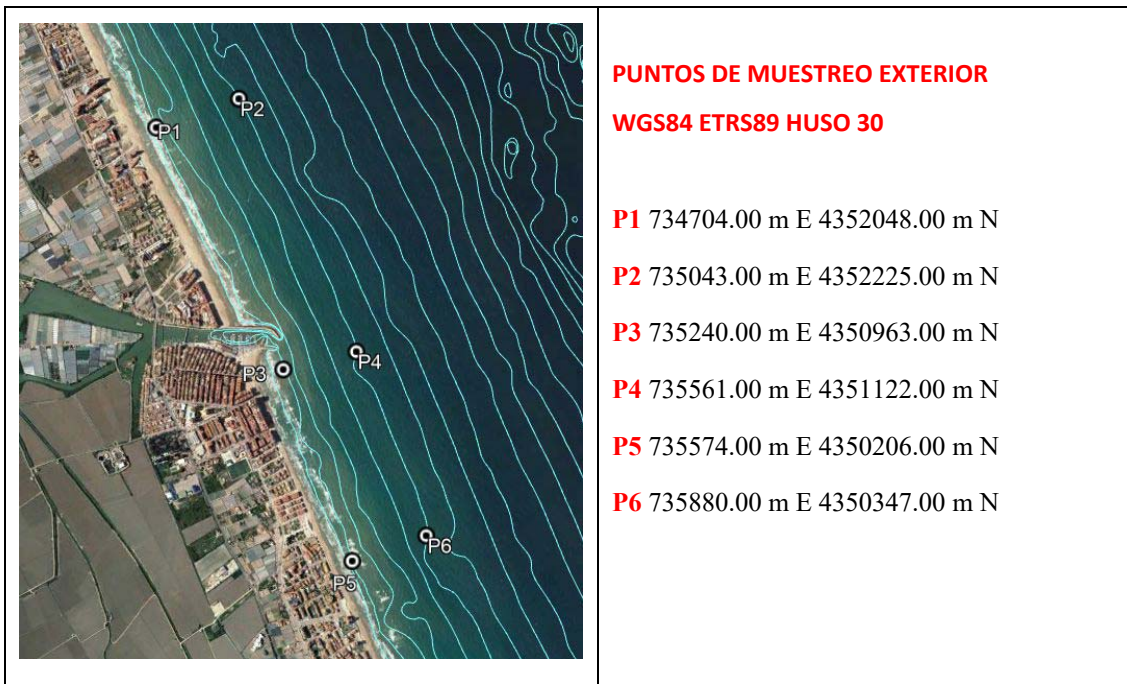 P2
P1
P4
P3
P6
P5
PUNTOS DE MUESTREO EXTERIOR
WGS84 ETRS89 HUSO 30
P1 734704.00 m E 4352048.00 m N
P2 735043.00 m E 4352225.00 m N
P3 735240.00 m E 4350963.00 m N
P4 735561.00 m E 4351122.00 m N
P5 735574.00 m E 4350206.00 m N
P6 735880.00 m E 4350347.00 m N